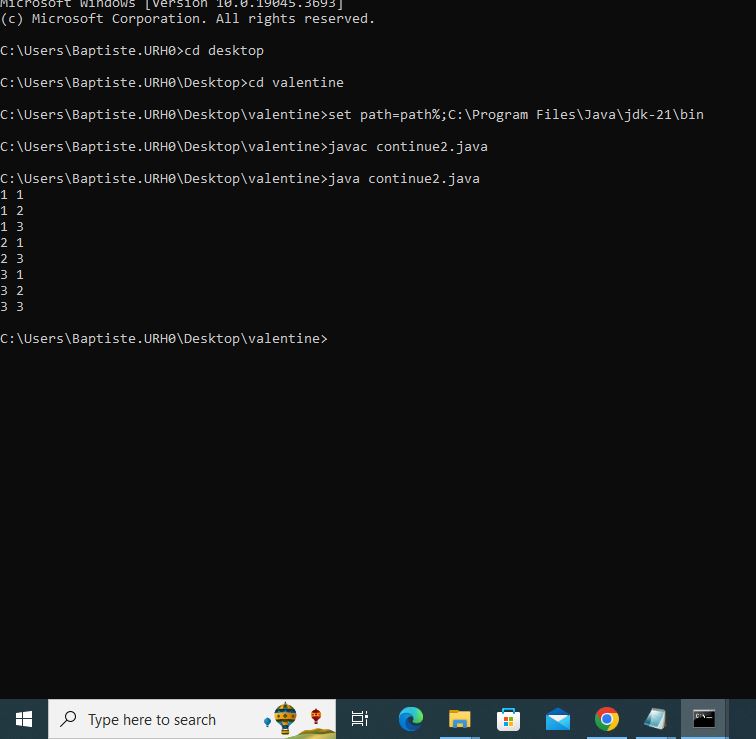 Microsoft Windows [Version 10.0.19045.3693]
(c) Microsoft Corporation. All rights reserved.
C:\Users\Baptiste.URH0>cd desktop
C:\Users\Baptiste.URH0\Desktop>cd valentine
C:\Users\Baptiste.URH0\Desktop\valentine>set path=path%;C:\Program Files\Java\jdk-21\bin
C:\Users\Baptiste.URH0\Desktop\valentine>javac continue2.java
C:\Users\Baptiste.URH0\Desktop\valentine>java continue2.java
1 1
1 2
1 3
2 1
2 3
3 1
3 2
3 3
C:\Users\Baptiste.URH0\Desktop\valentine>
Type here to search